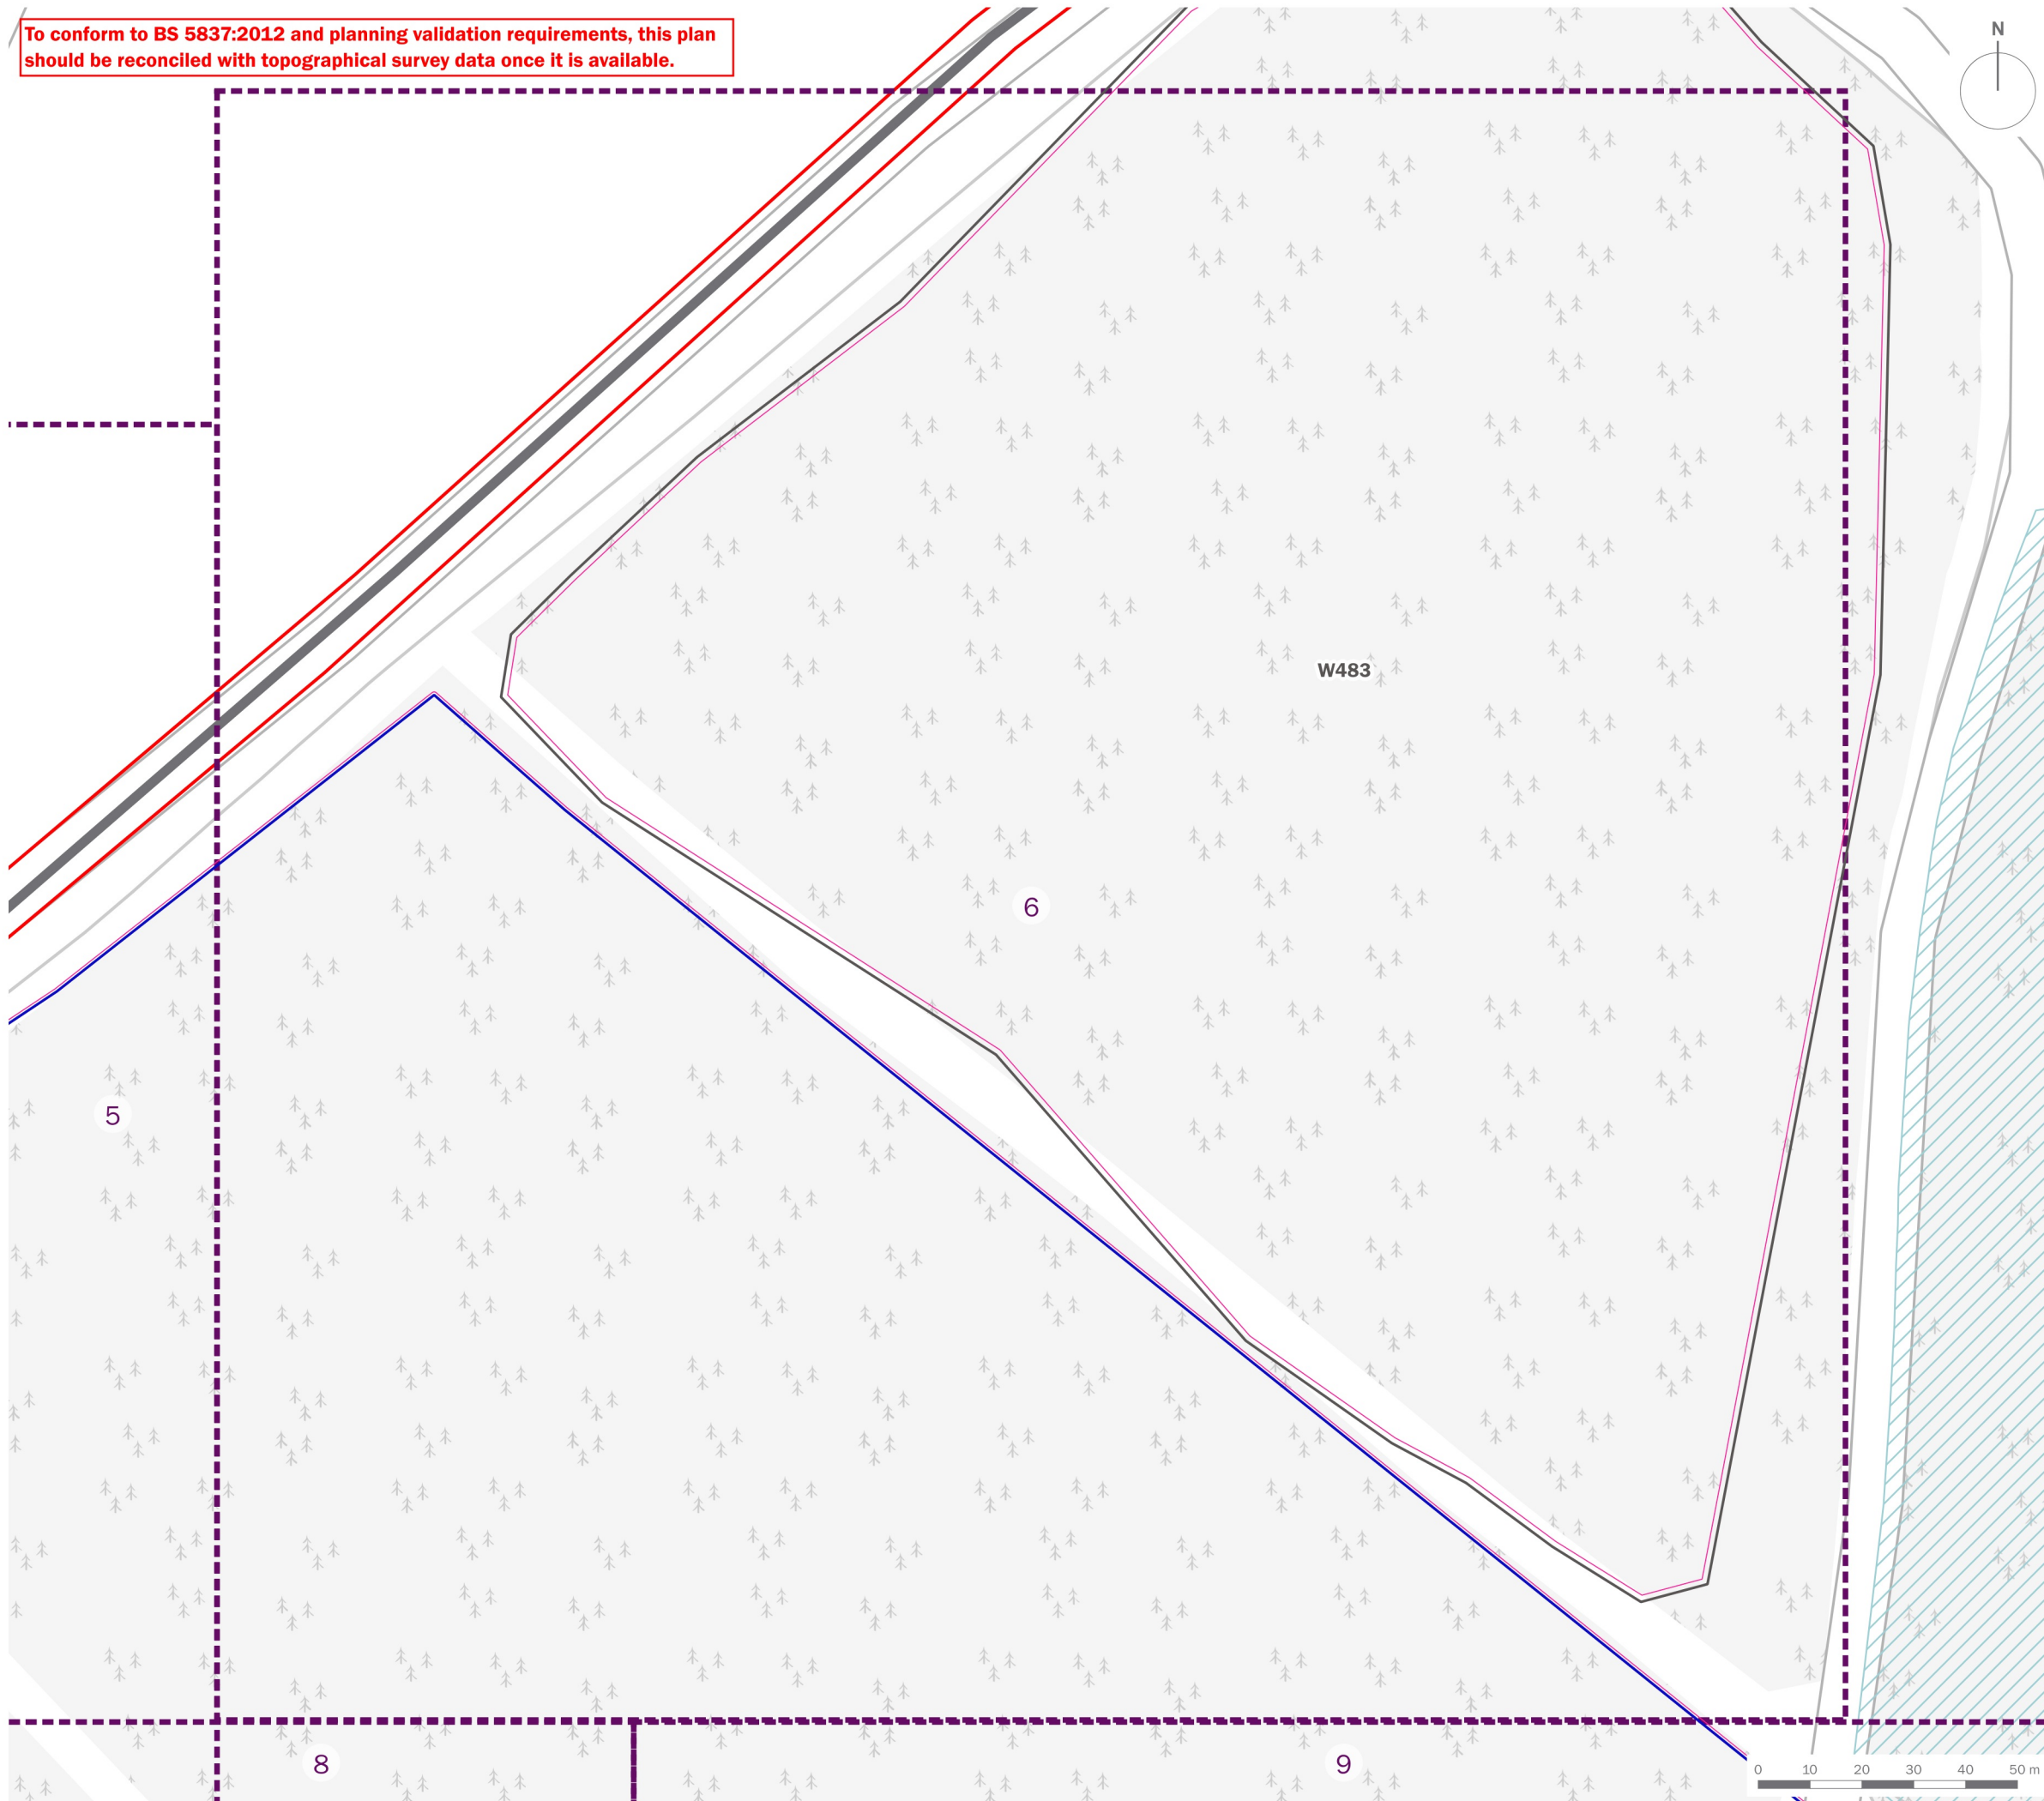 To conform to BS 5837:2012 and planning validation requirements, this plan
should be reconciled with topographical survey data once it is available.
N
W483
6
5
8
9
0 10 20 30 40 50 m